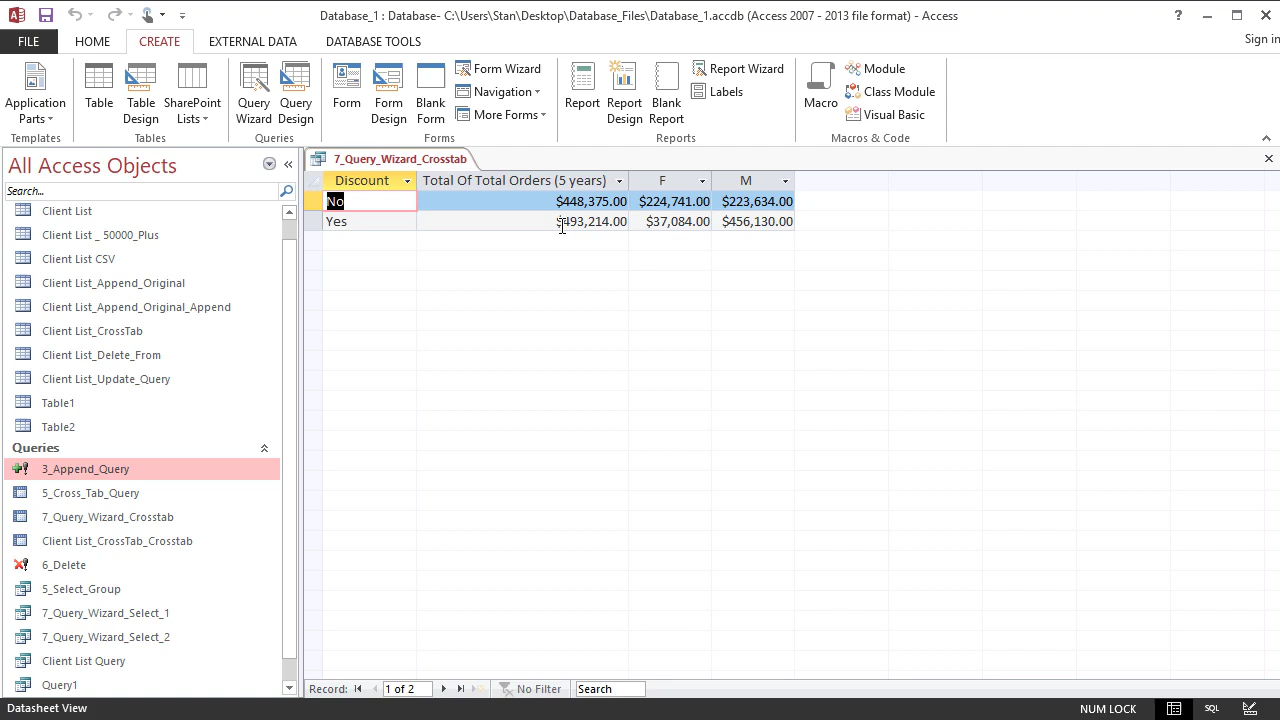 Database_1 : Database- C:\Users\Stan\Desktop\Database_Files\Database_1.accdb (Access 2007 - 2013 file format) - Access
FILE HOME CREATE EXTERNAL DATA DATABASE TOOLS Sign in
Application Parts Table Table Design SharePoint Lists Query Wizard Query Design Form Form Design Blank Form Form Wizard Navigation More Forms Report Report Design Blank Report Report Wizard Labels Macro Module Class Module Visual Basic
Templates Tables Queries Forms Reports Macros & Code
All Access Objects
Search...
Client List
Client List _ 50000_Plus
Client List CSV
Client List_Append_Original
Client List_Append_Original_Append
Client List_CrossTab
Client List_Delete_From
Client List_Update_Query
Table1
Table2
Queries
3_Append_Query
5_Cross_Tab_Query
7_Query_Wizard_Crosstab
Client List_CrossTab_Crosstab
6_Delete
5_Select_Group
7_Query_Wizard_Select_1
7_Query_Wizard_Select_2
Client List Query
Query1
7_Query_Wizard_Crosstab
Discount Total Of Total Orders (5 years) F M
No $448,375.00 $224,741.00 $223,634.00
Yes $493,214.00 $37,084.00 $456,130.00
Record: 1 of 2 No Filter Search
Datasheet View NUM LOCK SQL